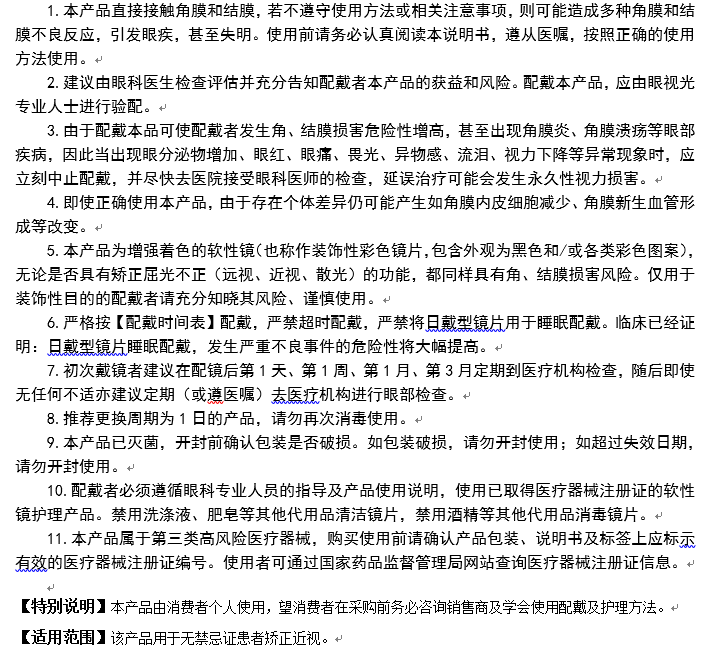 1.本产品直接接触角膜和结膜，若不遵守使用方法或相关注意事项，则可能造成多种角膜和结
膜不良反应，引发眼疾，甚至失明。使用前请务必认真阅读本说明书，遵从医嘱，按照正确的使用
方法使用。
2.建议由眼科医生检查评估并充分告知配戴者本产品的获益和风险。配戴本产品，应由眼视光
专业人士进行验配。
3.由于配戴本品可使配戴者发生角、结膜损害危险性增高，甚至出现角膜炎、角膜溃疡等眼部
疾病，因此当出现眼分泌物增加、眼红、眼痛、畏光、异物感、流泪、视力下降等异常现象时，应
立刻中止配戴，并尽快去医院接受眼科医师的检查，延误治疗可能会发生永久性视力损害。
4.即使正确使用本产品，由于存在个体差异仍可能产生如角膜内皮细胞减少、角膜新生血管形
成等改变。
5.本产品为增强着色的软性镜（也称作装饰性彩色镜片，包含外观为黑色和/或各类彩色图案），
无论是否具有矫正屈光不正（远视、近视、散光）的功能，都同样具有角、结膜损害风险。仅用于
装饰性目的的配戴者请充分知晓其风险、谨慎使用。
6.严格按【配戴时间表】配戴，严禁超时配戴，严禁将日戴型镜片用于睡眠配戴。临床已经证
明：日戴型镜片睡眠配戴，发生严重不良事件的危险性将大幅提高。
7.初次戴镜者建议在配镜后第1天、第1周、第1月、第3月定期到医疗机构检查，随后即使
无任何不适亦建议定期（或遵医嘱）去医疗机构进行眼部检查。
8.推荐更换周期为1日的产品，请勿再次消毒使用。
9.本产品已灭菌，开封前确认包装是否破损。如包装破损，请勿开封使用；如超过失效日期，
请勿开封使用。
10.配戴者必须遵循眼科专业人员的指导及产品使用说明，使用已取得医疗器械注册证的软性
镜护理产品。禁用洗涤液、肥皂等其他代用品清洁镜片，禁用酒精等其他代用品消毒镜片。
11.本产品属于第三类高风险医疗器械，购买使用前请确认产品包装、说明书及标签上应标示
有效的医疗器械注册证编号。使用者可通过国家药品监督管理局网站查询医疗器械注册证信息。
【特别说明】本产品由消费者个人使用，望消费者在采购前务必咨询销售商及学会使用配戴及护理方法。
【适用范围】该产品用于无禁忌证患者矫正近视。